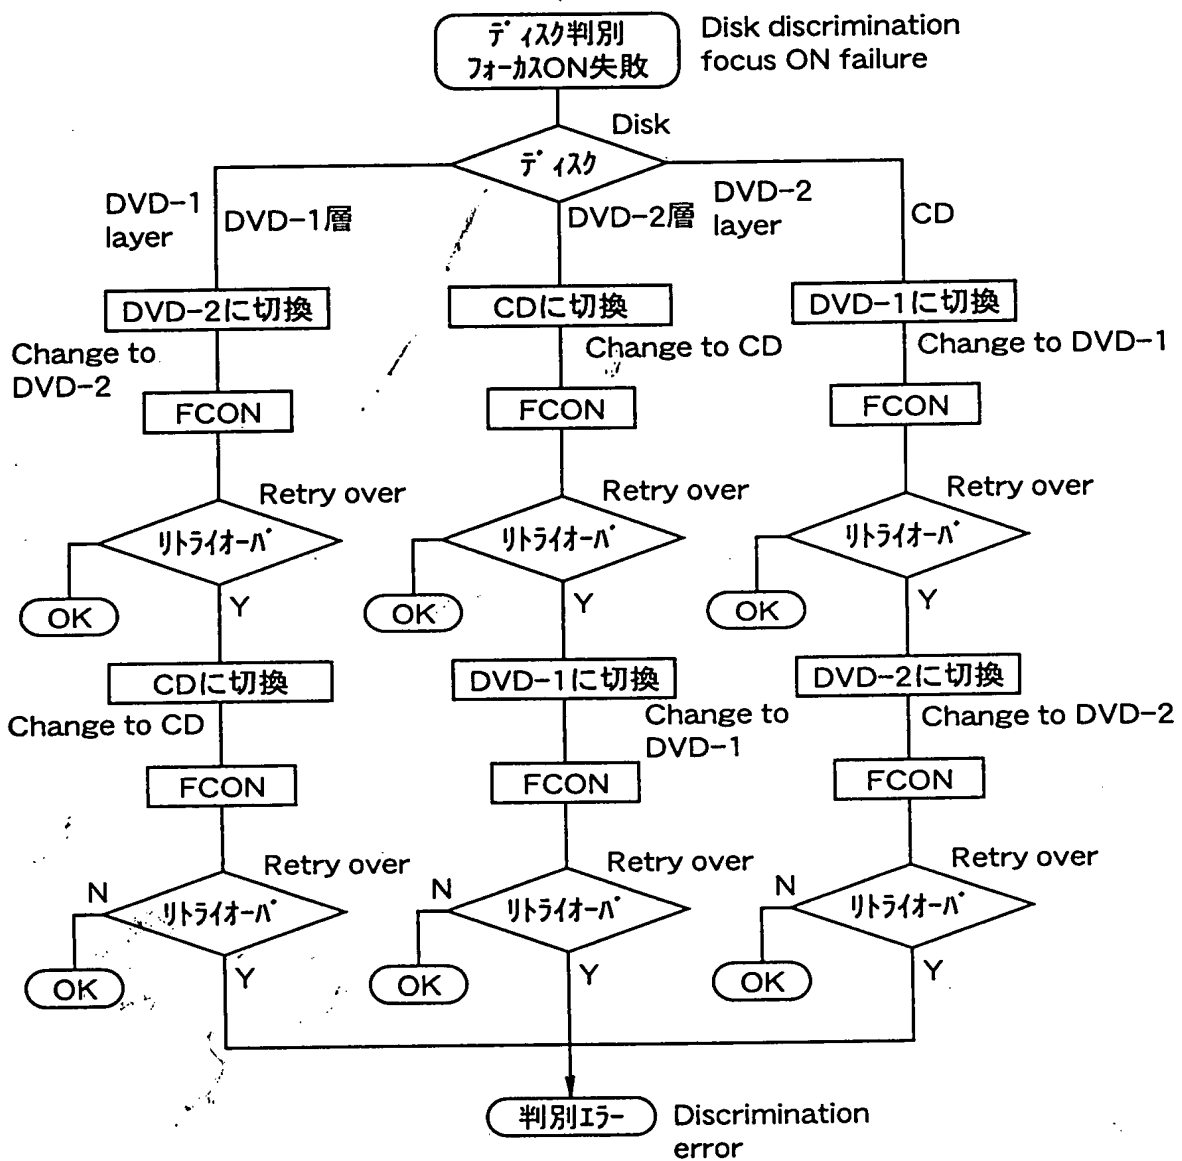 ディスク判別
フォーカスON失敗
Disk discrimination
focus ON failure
Disk
ディスク
DVD-1
layer
DVD-1層
DVD-2層
DVD-2
layer
CD
DVD-2に切換
CDに切換
DVD-1に切換
Change to
DVD-2
Change to CD
Change to DVD-1
FCON
FCON
FCON
Retry over
Retry over
Retry over
リトライオーバ
リトライオーバ
リトライオーバ
OK
Y
OK
Y
OK
Y
CDに切換
DVD-1に切換
DVD-2に切換
Change to CD
Change to
DVD-1
Change to DVD-2
FCON
FCON
FCON
Retry over
Retry over
Retry over
N
リトライオーバ
N
リトライオーバ
N
リトライオーバ
OK
Y
OK
Y
OK
Y
判別エラー
Discrimination
error